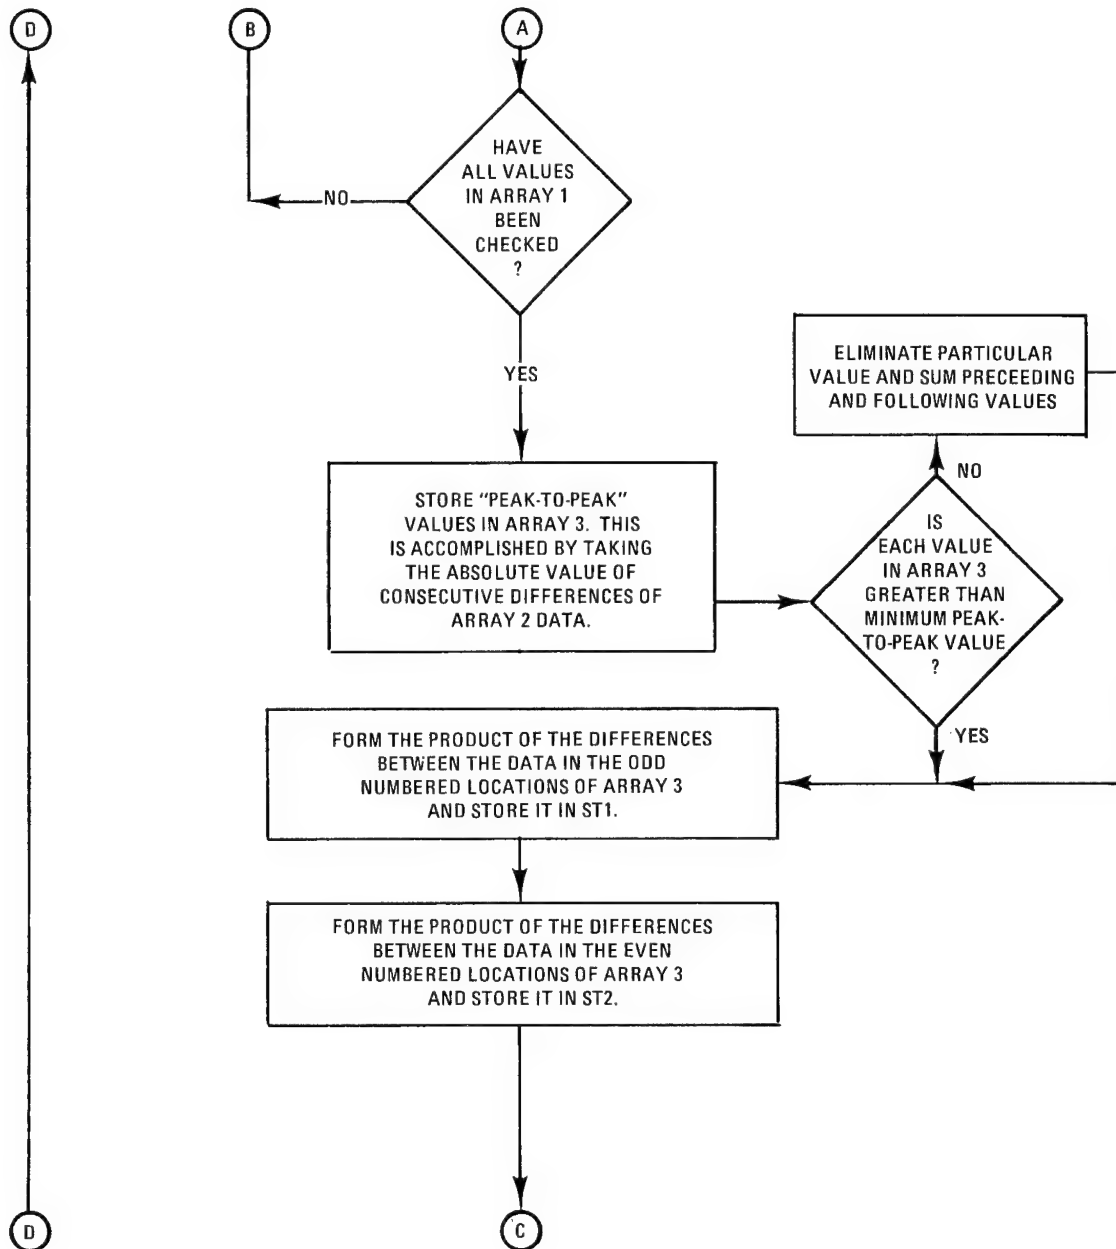 D
B
A
HAVE
ALL VALUES
IN ARRAY 1
BEEN
CHECKED
?
NO
YES
ELIMINATE PARTICULAR
VALUE AND SUM PRECEEDING
AND FOLLOWING VALUES
STORE "PEAK-TO-PEAK"
VALUES IN ARRAY 3. THIS
IS ACCOMPLISHED BY TAKING
THE ABSOLUTE VALUE OF
CONSECUTIVE DIFFERENCES OF
ARRAY 2 DATA.
NO
IS
EACH VALUE
IN ARRAY 3
GREATER THAN
MINIMUM PEAK-
TO-PEAK VALUE
?
YES
FORM THE PRODUCT OF THE DIFFERENCES
BETWEEN THE DATA IN THE ODD
NUMBERED LOCATIONS OF ARRAY 3
AND STORE IT IN ST1.
FORM THE PRODUCT OF THE DIFFERENCES
BETWEEN THE DATA IN THE EVEN
NUMBERED LOCATIONS OF ARRAY 3
AND STORE IT IN ST2.
D
C